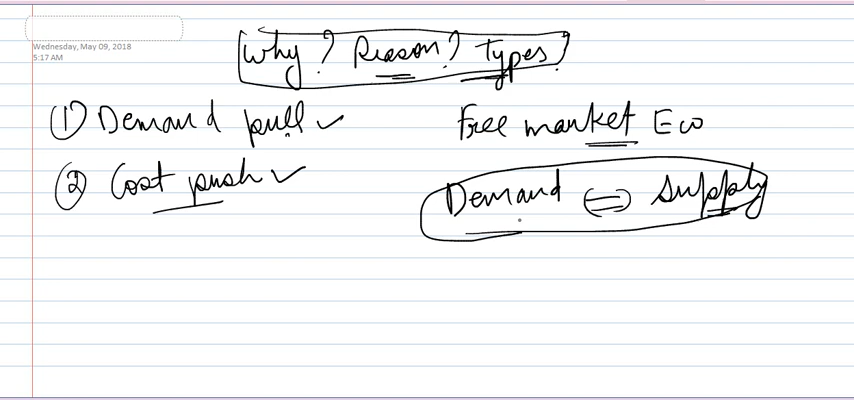 Wednesday, May 09, 2018
5:17 AM
Why? Reason? Types?
① Demand pull ✓
② Cost push ✓
Free market Eco
Demand ⇔ Supply